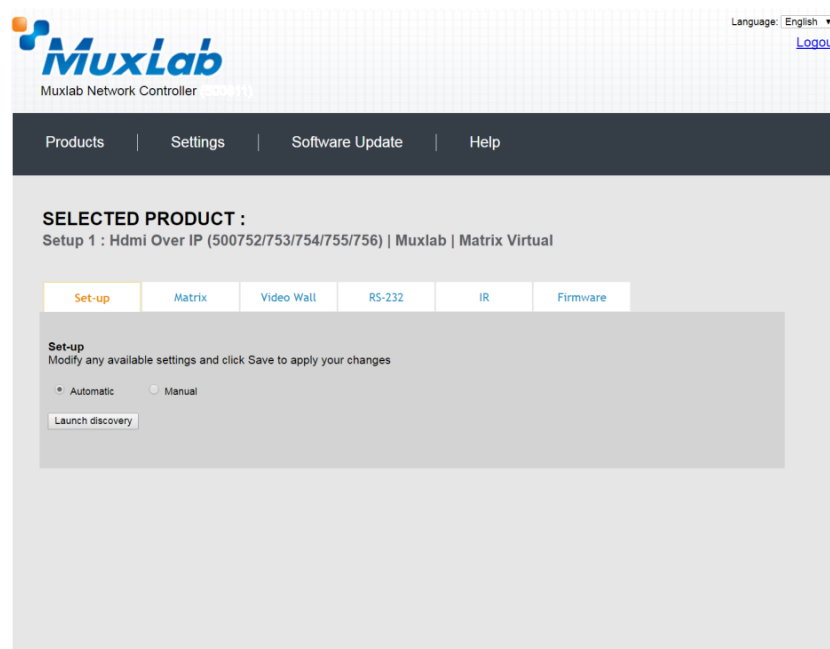 Language: English
Logou
MuxLab
Muxlab Network Controller
Products | Settings | Software Update | Help
SELECTED PRODUCT :
Setup 1 : Hdmi Over IP (500752/753/754/755/756) | Muxlab | Matrix Virtual
Set-up Matrix Video Wall RS-232 IR Firmware
Set-up
Modify any available settings and click Save to apply your changes
Automatic Manual
Launch discovery